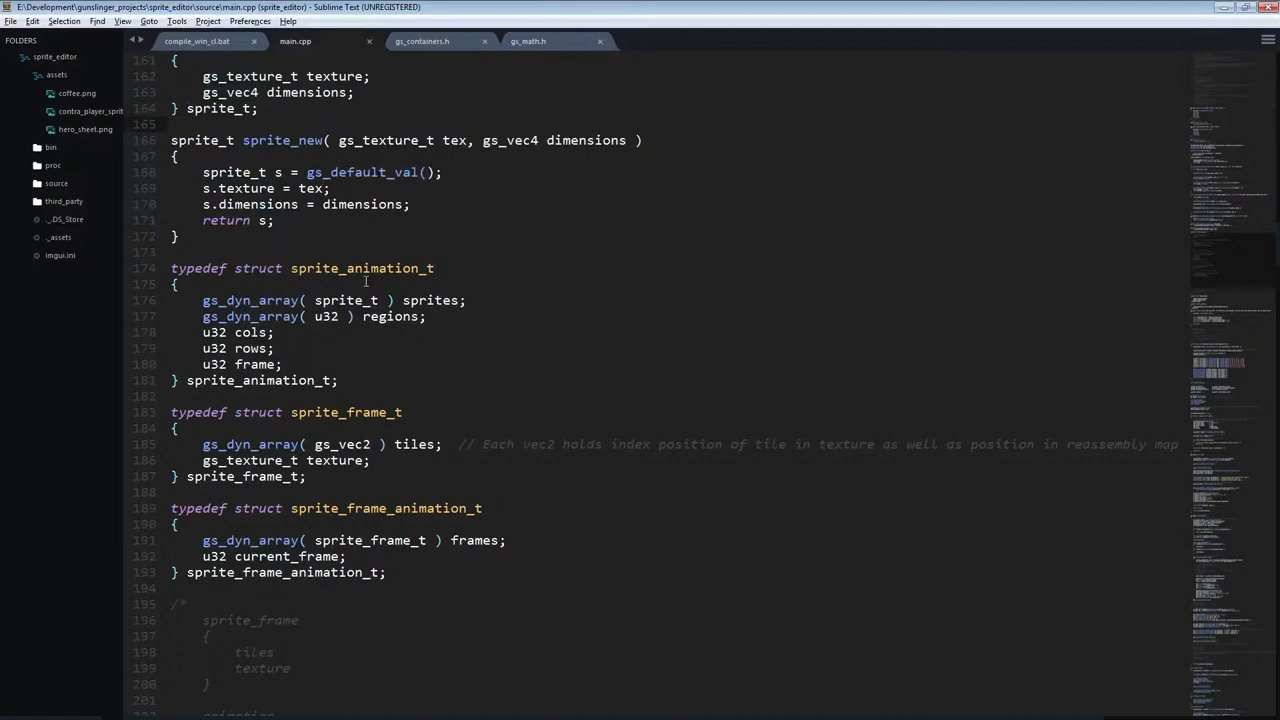 E:\Development\gunslinger_projects\sprite_editor\source\main.cpp (sprite_editor) - Sublime Text (UNREGISTERED)
File Edit Selection Find View Goto Tools Project Preferences Help
FOLDERS
sprite_editor
assets
coffee.png
contra_player_sprit
hero_sheet.png
bin
proc
source
third_party
._.DS_Store
._assets
imgui.ini
compile_win_cl.bat main.cpp gs_containers.h gs_math.h
161 {
162 gs_texture_t texture;
163 gs_vec4 dimensions;
164 } sprite_t;
165
166 sprite_t sprite_new( gs_texture_t tex, gs_vec4 dimensions )
167 {
168 sprite_t s = gs_default_val();
169 s.texture = tex;
170 s.dimensions = dimensions;
171 return s;
172 }
173
174 typedef struct sprite_animation_t
175 {
176 gs_dyn_array( sprite_t ) sprites;
177 gs_dyn_array( u32 ) regions;
178 u32 cols;
179 u32 rows;
180 u32 frame;
181 } sprite_animation_t;
182
183 typedef struct sprite_frame_t
184 {
185 gs_dyn_array( gs_vec2 ) tiles; // Each vec2 holds index position of tile in texture as well as position in reassembly map
186 gs_texture_t texture;
187 } sprite_frame_t;
188
189 typedef struct sprite_frame_animation_t
190 {
191 gs_dyn_array( sprite_frame_t ) frames;
192 u32 current_frame;
193 } sprite_frame_animation_t;
194
195 /*
196 sprite_frame
197 {
198 tiles
199 texture
200 }
201